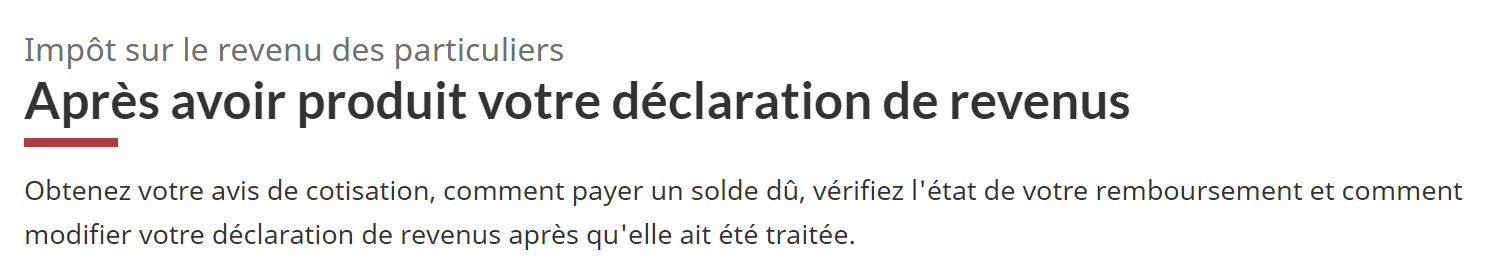 Impôt sur le revenu des particuliers
Après avoir produit votre déclaration de revenus
Obtenez votre avis de cotisation, comment payer un solde dû, vérifiez l'état de votre remboursement et comment
modifier votre déclaration de revenus après qu'elle ait été traitée.